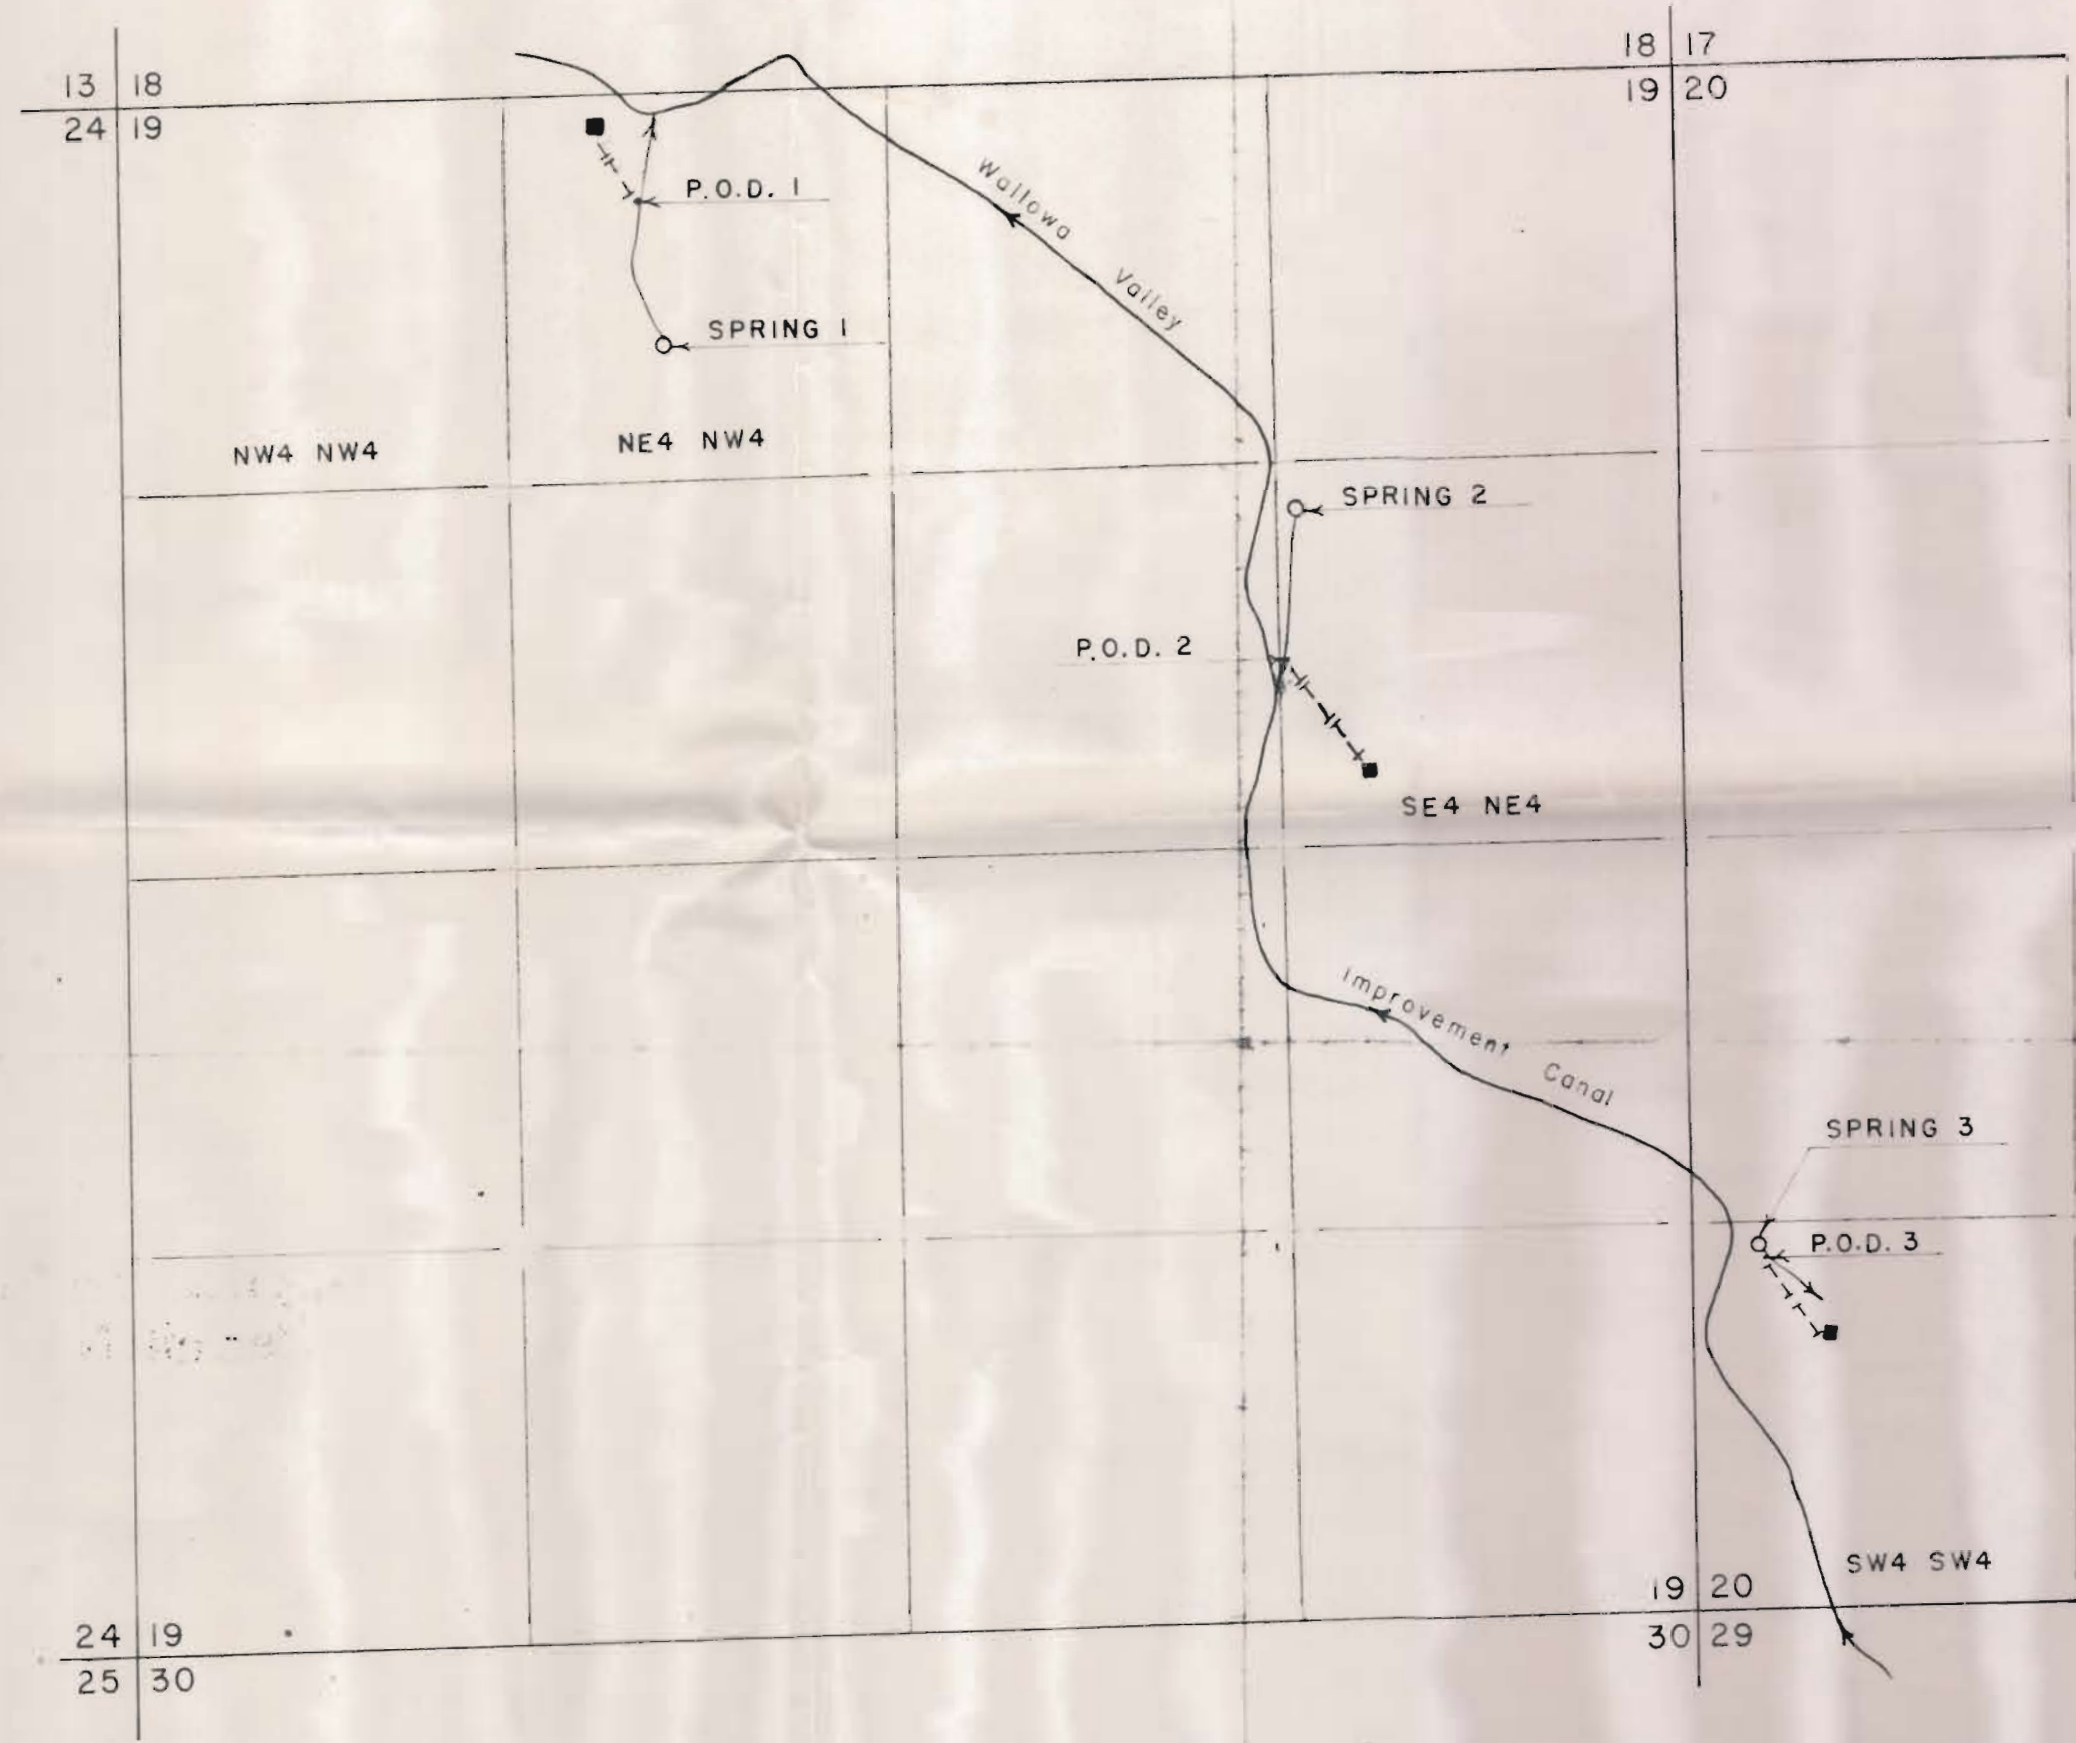 18 17
19 20
13 18
24 19
P.O.D. 1
Wallowa Valley
SPRING 1
NW4 NW4
NE4 NW4
SPRING 2
P.O.D. 2
SE4 NE4
Improvement Canal
SPRING 3
P.O.D. 3
SW4 SW4
19 20
30 29
24 19
25 30